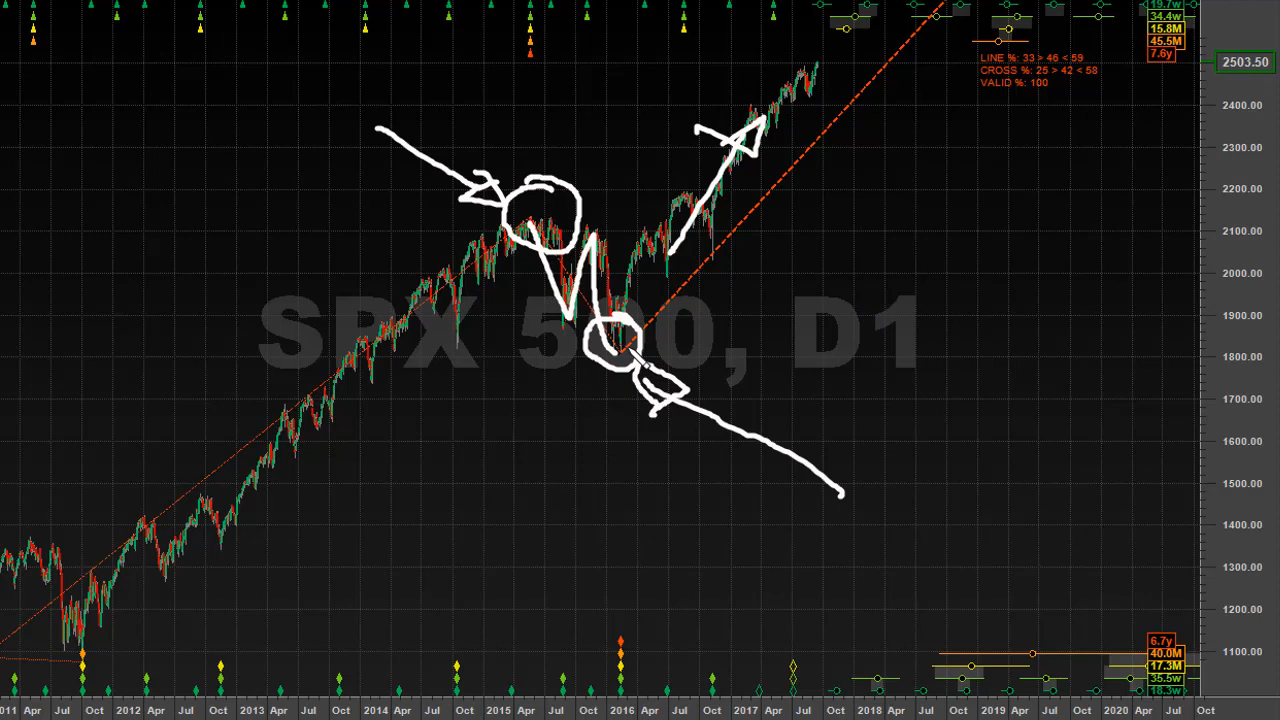 19.7w
34.4w
15.8M
45.5M
7.6y
LINE %: 33 > 46 < 59
CROSS %: 25 > 42 < 58
VALID %: 100
2503.50
2400.00
2300.00
2200.00
2100.00
2000.00
1900.00
1800.00
1700.00
1600.00
1500.00
1400.00
1300.00
1200.00
1100.00
SPX 500, D1
6.7y
40.0M
17.3M
35.5w
18.3w
2011 Apr Jul Oct 2012 Apr Jul Oct 2013 Apr Jul Oct 2014 Apr Jul Oct 2015 Apr Jul Oct 2016 Apr Jul Oct 2017 Apr Jul Oct 2018 Apr Jul Oct 2019 Apr Jul Oct 2020 Apr Jul Oct